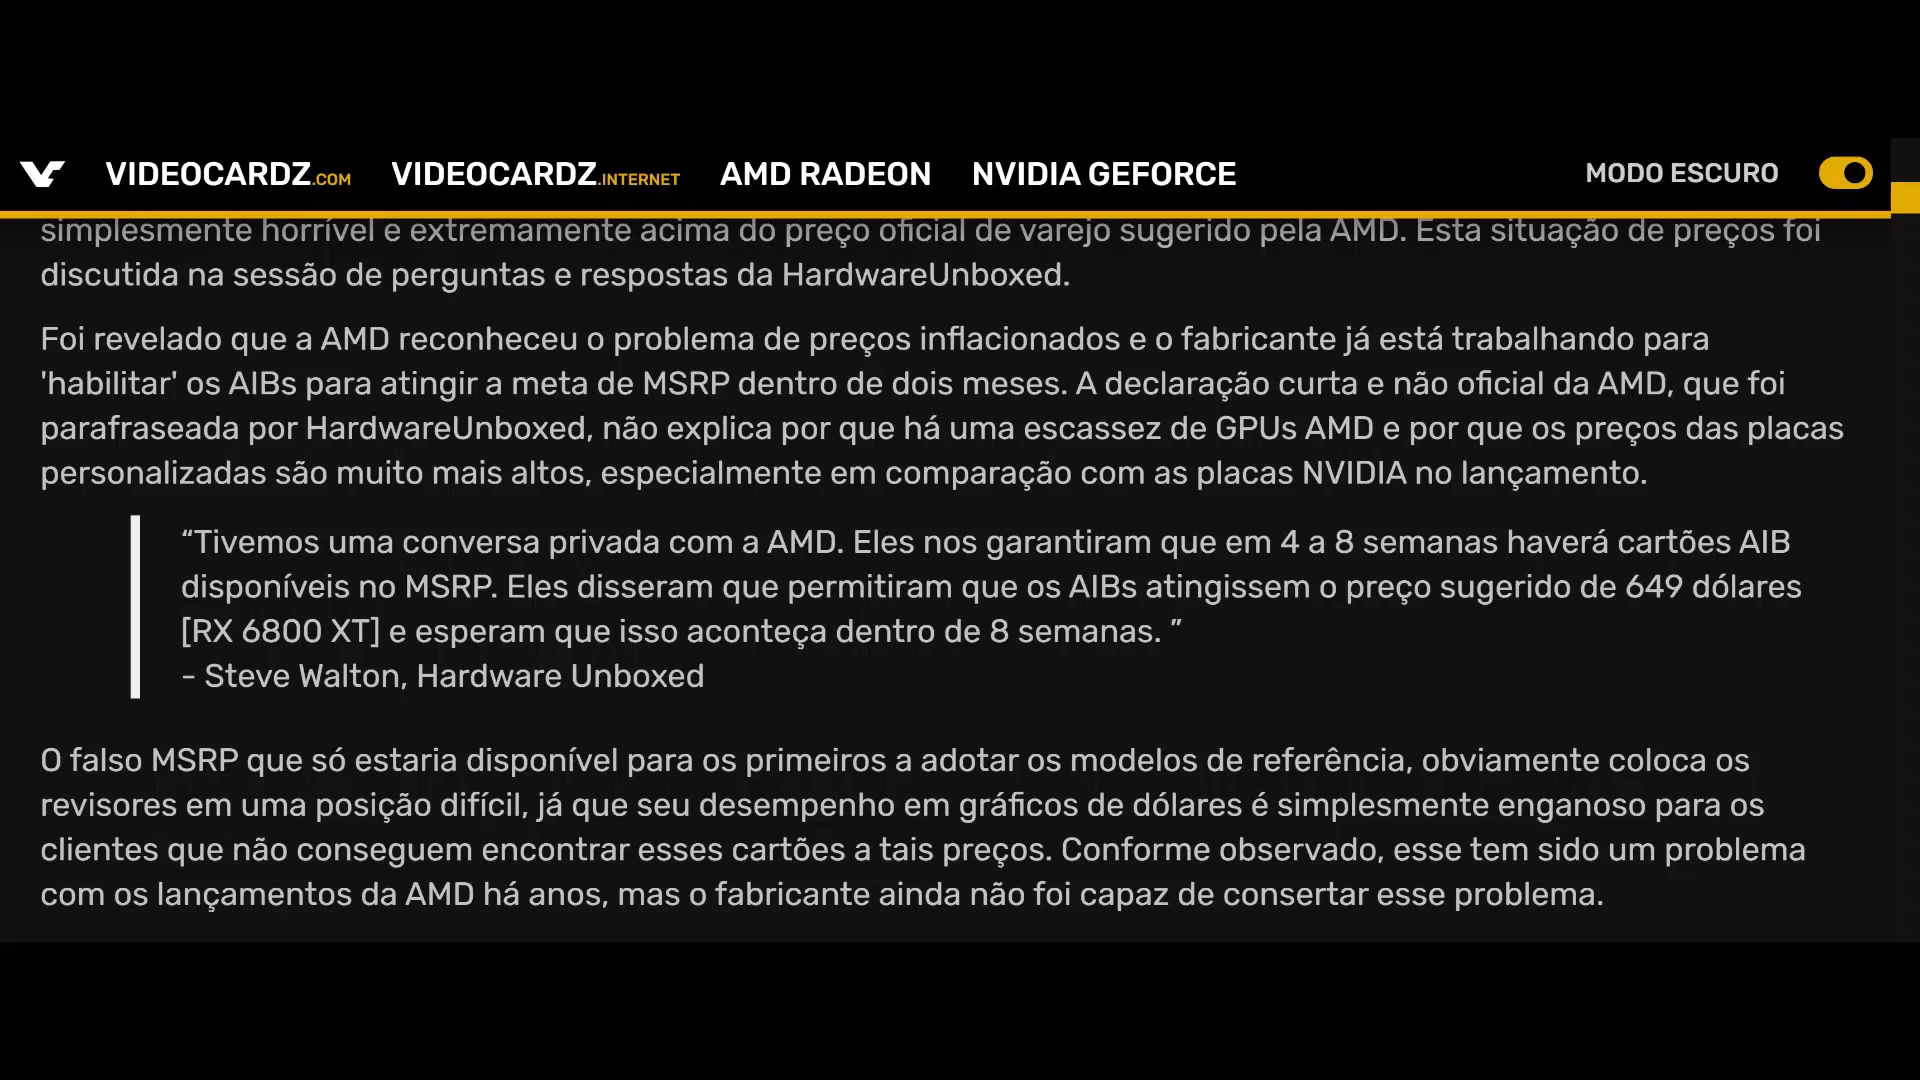 VIDEOCARDZ.COM VIDEOCARDZ.INTERNET AMD RADEON NVIDIA GEFORCE MODO ESCURO
simplesmente horrível e extremamente acima do preço oficial de varejo sugerido pela AMD. Esta situação de preços foi
discutida na sessão de perguntas e respostas da HardwareUnboxed.
Foi revelado que a AMD reconheceu o problema de preços inflacionados e o fabricante já está trabalhando para
'habilitar' os AIBs para atingir a meta de MSRP dentro de dois meses. A declaração curta e não oficial da AMD, que foi
parafraseada por HardwareUnboxed, não explica por que há uma escassez de GPUs AMD e por que os preços das placas
personalizadas são muito mais altos, especialmente em comparação com as placas NVIDIA no lançamento.
“Tivemos uma conversa privada com a AMD. Eles nos garantiram que em 4 a 8 semanas haverá cartões AIB
disponíveis no MSRP. Eles disseram que permitiram que os AIBs atingissem o preço sugerido de 649 dólares
[RX 6800 XT] e esperam que isso aconteça dentro de 8 semanas. ”
- Steve Walton, Hardware Unboxed
O falso MSRP que só estaria disponível para os primeiros a adotar os modelos de referência, obviamente coloca os
revisores em uma posição difícil, já que seu desempenho em gráficos de dólares é simplesmente enganoso para os
clientes que não conseguem encontrar esses cartões a tais preços. Conforme observado, esse tem sido um problema
com os lançamentos da AMD há anos, mas o fabricante ainda não foi capaz de consertar esse problema.